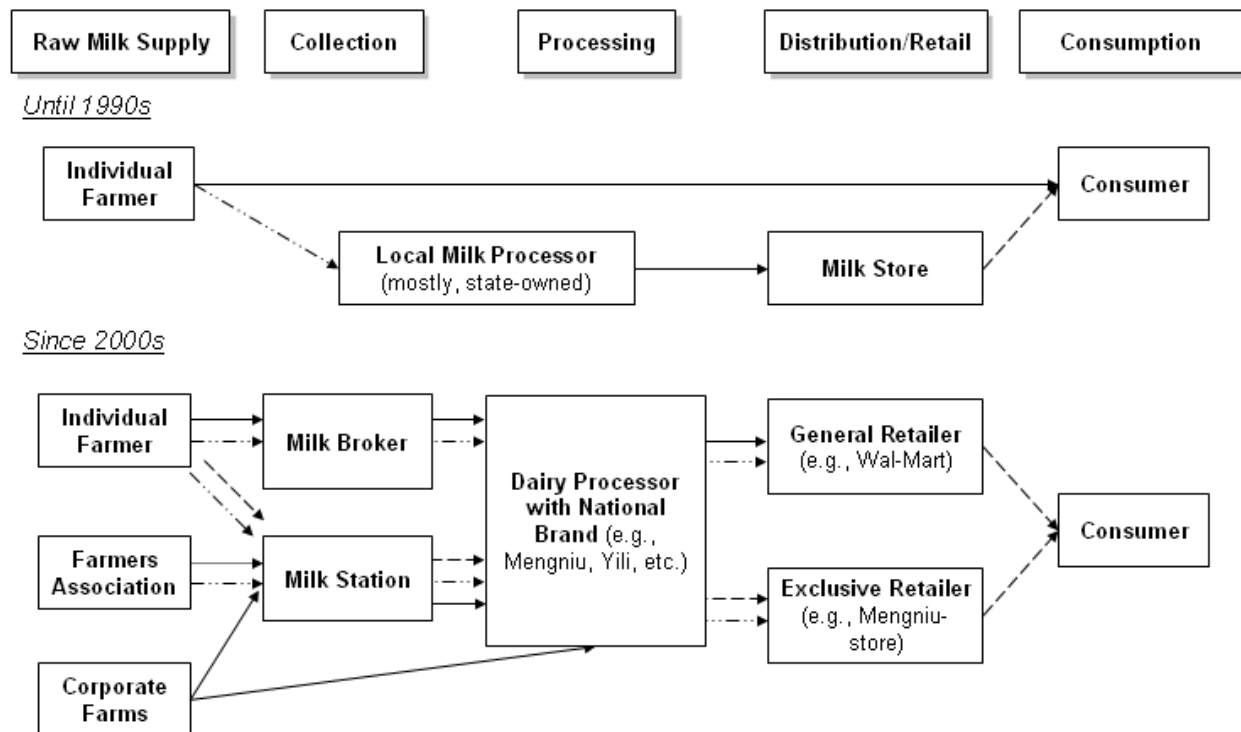 Raw Milk Supply
Collection
Processing
Distribution/Retail
Consumption
Until 1990s
Individual
Farmer
Consumer
Local Milk Processor
(mostly, state-owned)
Milk Store
Since 2000s
Individual
Farmer
Milk Broker
General Retailer
(e.g., Wal-Mart)
Dairy Processor
with National
Brand (e.g.,
Mengniu, Yili, etc.)
Consumer
Farmers
Association
Milk Station
Exclusive Retailer
(e.g., Mengniu-
store)
Corporate
Farms